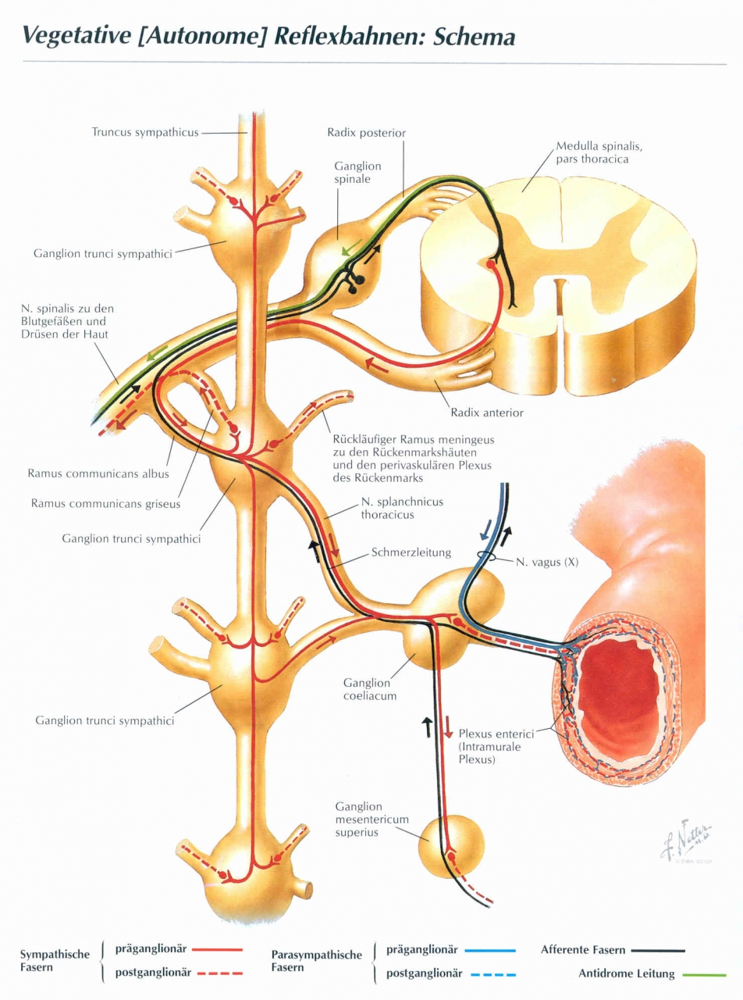 Vegetative [Autonome] Reflexbahnen: Schema
Truncus sympathicus
Radix posterior
Medulla spinalis,
pars thoracica
Ganglion
spinale
Ganglion trunci sympathici
N. spinalis zu den
Blutgefäßen und
Drüsen der Haut
Radix anterior
Rückläufiger Ramus meningeus
zu den Rückenmarkshäuten
und den perivaskulären Plexus
des Rückenmarks
Ramus communicans albus
Ramus communicans griseus
Ganglion trunci sympathici
N. splanchnicus
thoracicus
Schmerzleitung
N. vagus (X)
Ganglion
coeliacum
Ganglion trunci sympathici
Plexus enterici
(Intramurale
Plexus)
Ganglion
mesentericum
superius
F. Netter
M.D.
© CIBA-GEIGY
Sympathische
Fasern
präganglionär
postganglionär
Parasympathische
Fasern
präganglionär
postganglionär
Afferente Fasern
Antidrome Leitung